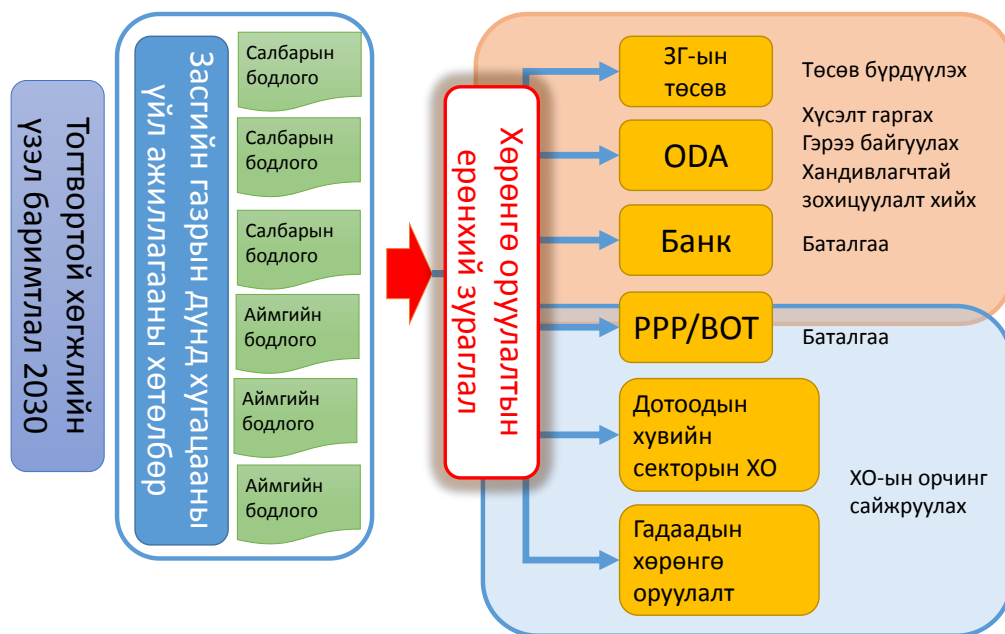 Тогтвортой хөгжлийн
үзэл баримтлал 2030
Засгийн газрын дунд хугацааны
үйл ажиллагааны хөтөлбөр
Салбарын
бодлого
Салбарын
бодлого
Салбарын
бодлого
Аймгийн
бодлого
Аймгийн
бодлого
Аймгийн
бодлого
Хөрөнгө оруулалтын
ерөнхий зураглал
ЗГ-ын
төсөв
Төсөв бүрдүүлэх
ODA
Хүсэлт гаргах
Гэрээ байгуулах
Хандивлагчтай
зохицуулалт хийх
Банк
Баталгаа
PPP/BOT
Баталгаа
Дотоодын
хувийн
секторын ХО
Гадаадын
хөрөнгө
оруулалт
ХО-ын орчинг
сайжруулах